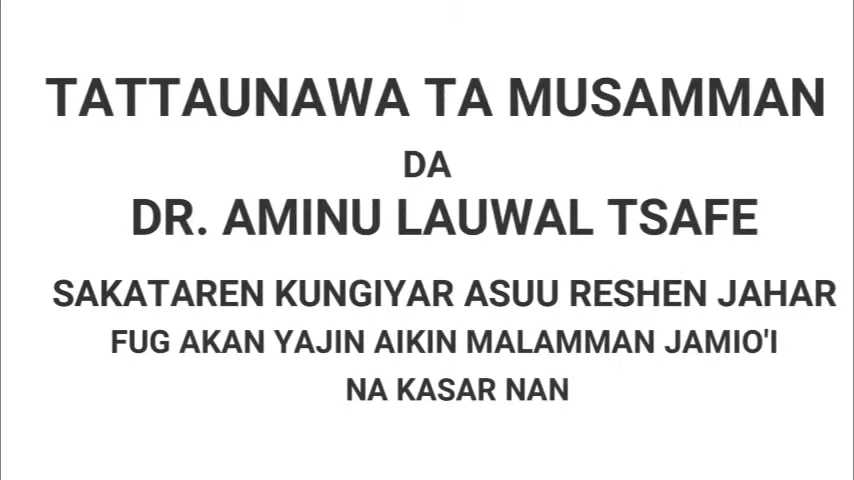 TATTAUNAWA TA MUSAMMAN
DA
DR. AMINU LAUWAL TSAFE
SAKATAREN KUNGIYAR ASUU RESHEN JAHAR
FUG AKAN YAJIN AIKIN MALAMMAN JAMIO'I
NA KASAR NAN